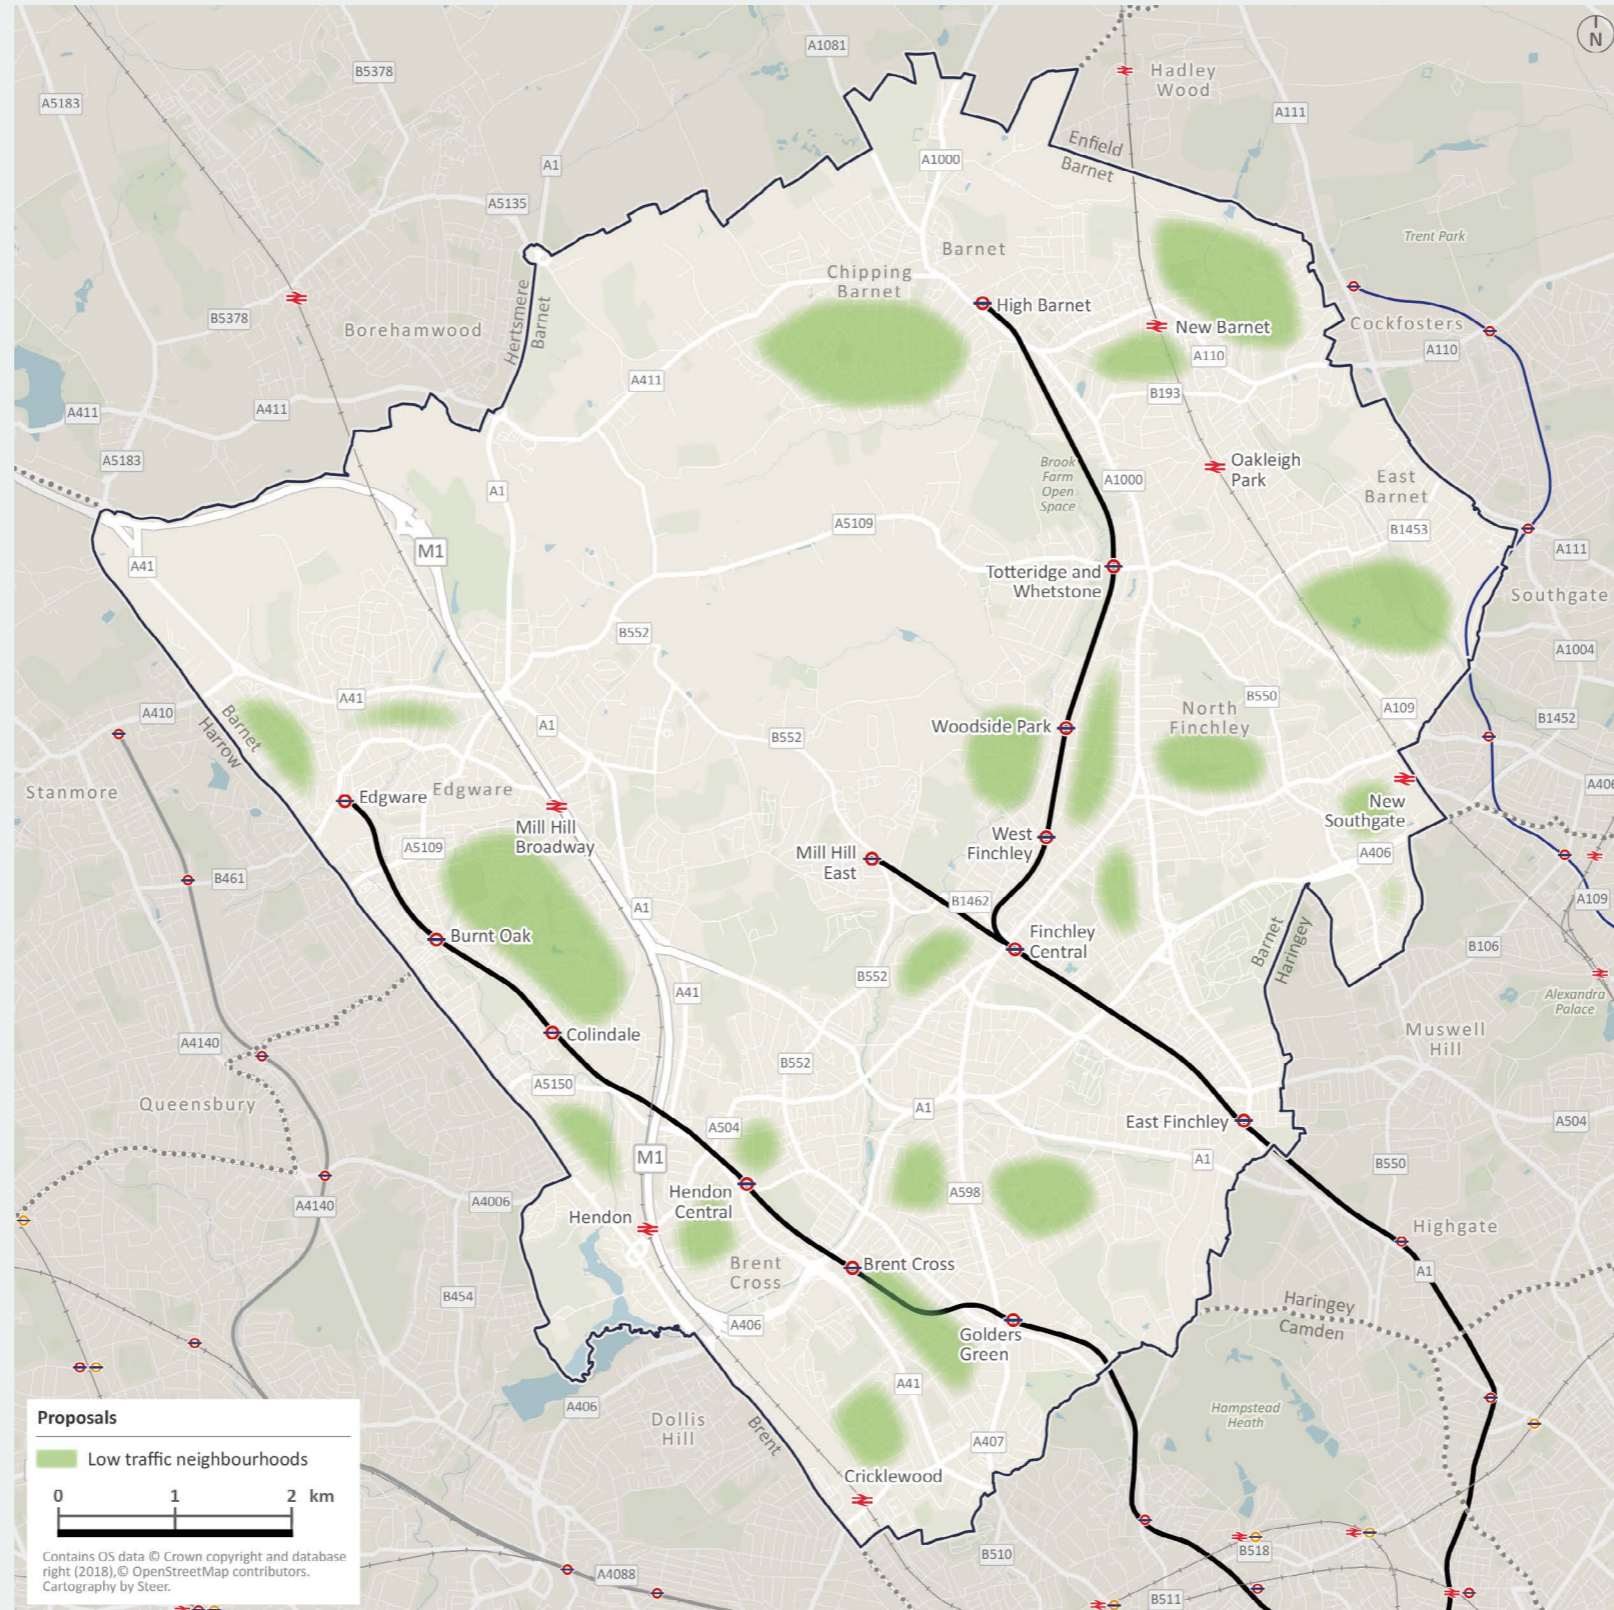 N
A1081
B5378
A5183
Hadley
Wood
A111
Enfield
Barnet
A1000
A1
A5135
Trent Park
Barnet
Chipping
Barnet
High Barnet
Hertsmere
Barnet
B5378
Borehamwood
New Barnet
Cockfosters
A110
A110
A411
A411
A411
B193
A5183
Oakleigh
Park
Brook
Farm
Open
Space
A1000
East
Barnet
A1
A5109
B1453
M1
A41
A111
Totteridge and
Whetstone
Southgate
B552
A1004
A41
A410
Barnet
Harrow
A1
B552
Woodside Park
North
Finchley
B550
A109
B1452
Stanmore
Edgware
Edgware
Mill Hill
Broadway
A5109
New
Southgate
A406
West
Finchley
Mill Hill
East
A406
B461
B1462
A1
A109
Burnt Oak
Finchley
Central
Barnet
Haringey
B106
B552
A41
Alexandra
Palace
Colindale
Muswell
Hill
A4140
B552
A5150
Queensbury
A1
A504
East Finchley
A504
M1
A1
B550
Hendon
Central
A598
A4140
A4006
Hendon
Highgate
Brent
Cross
Brent Cross
A1
B454
A406
Haringey
Camden
Golders
Green
A41
A406
Dollis
Hill
Brent
Hampstead
Heath
A407
Cricklewood
Proposals
Low traffic neighbourhoods
0 1 2 km
Contains OS data © Crown copyright and database
right (2018),© OpenStreetMap contributors.
Cartography by Steer.
B510
B518
A4088
B511